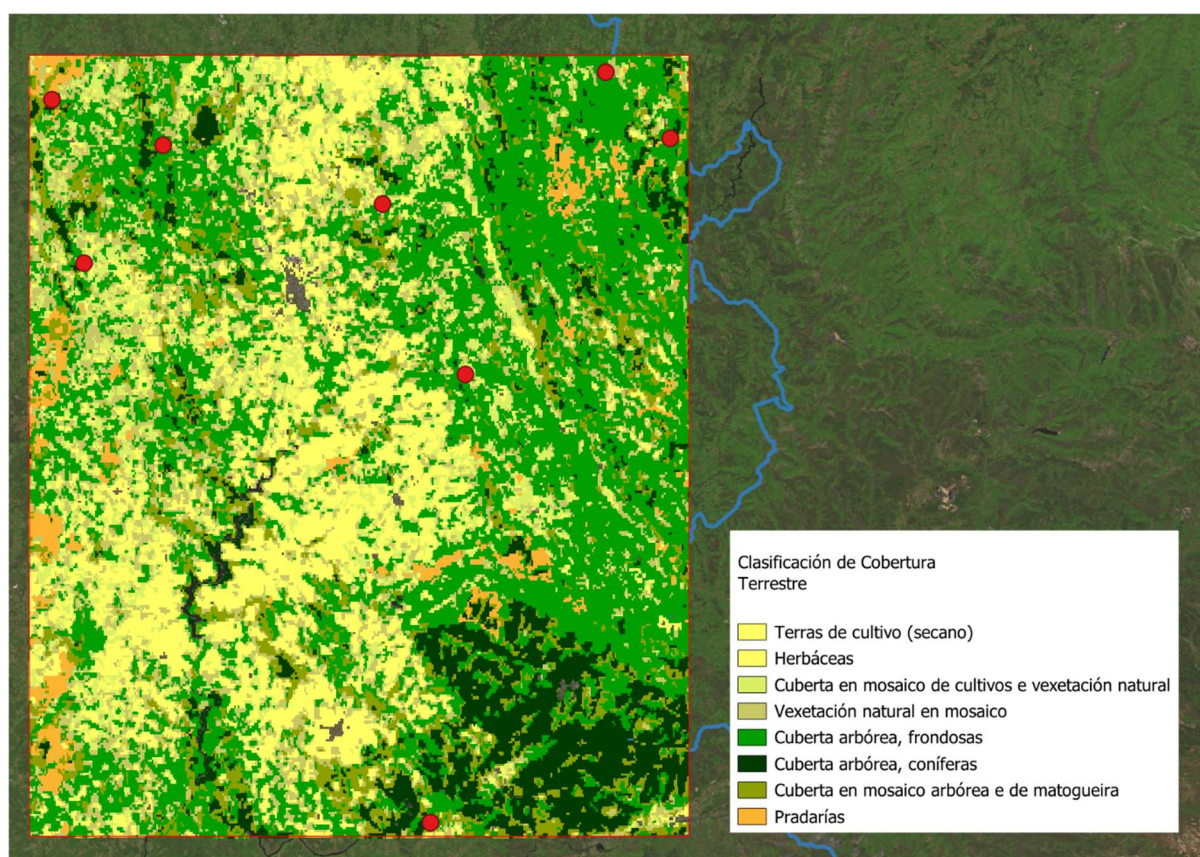 Clasificación de Cobertura
Terrestre
Terras de cultivo (secano)
Herbáceas
Cuberta en mosaico de cultivos e vexetación natural
Vexetación natural en mosaico
Cuberta arbórea, frondosas
Cuberta arbórea, coníferas
Cuberta en mosaico arbórea e de matogueira
Pradarías